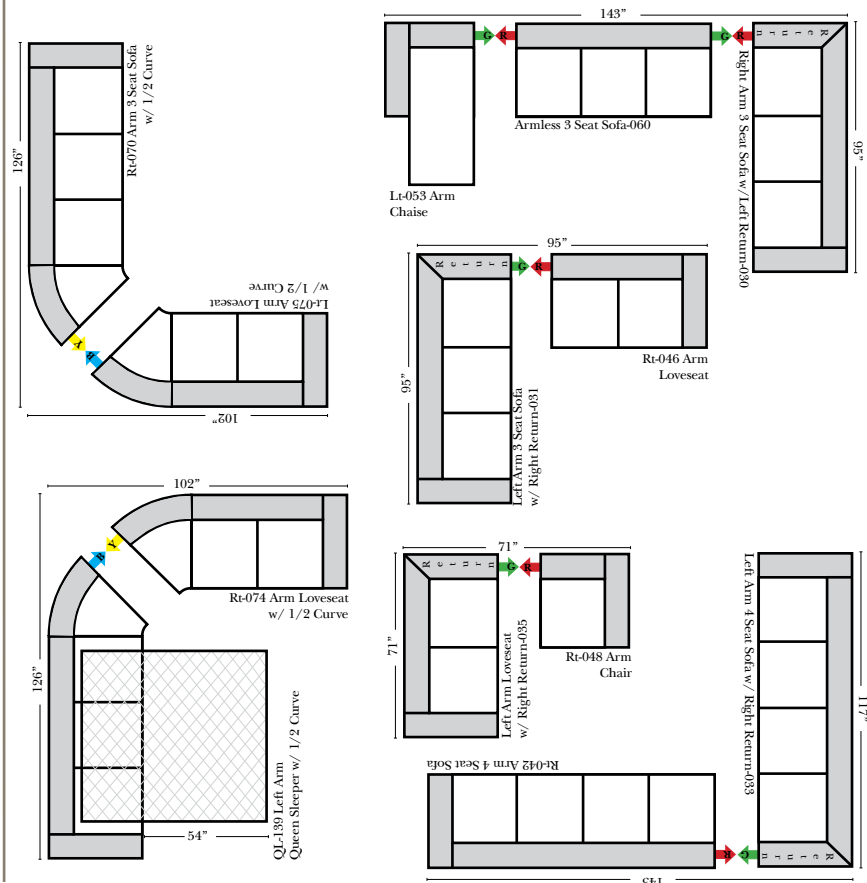 143”
G
R
G
R
Return
126”
Rt-070 Arm 3 Seat Sofa
w/ 1/2 Curve
Armless 3 Seat Sofa-060
Right Arm 3 Seat Sofa w/Left Return-030
95”
Lt-053 Arm
Chaise
95”
Return
G
R
Lt-075 Arm Loveseat
w/ 1/2 Curve
Y
B
Rt-046 Arm
Loveseat
95”
Left Arm 3 Seat Sofa
w/ Right Return-031
102”
102”
B
Y
Rt-074 Arm Loveseat
w/ 1/2 Curve
126”
QL-139 Left Arm
Queen Sleeper w/ 1/2 Curve
54”
71”
Return
G
R
Rt-048 Arm
Chair
71”
Left Arm Loveseat
w/ Right Return-035
Left Arm 4 Seat Sofa w/ Right Return-033
117”
Rt-042 Arm 4 Seat Sofa
R
G
Return
143”